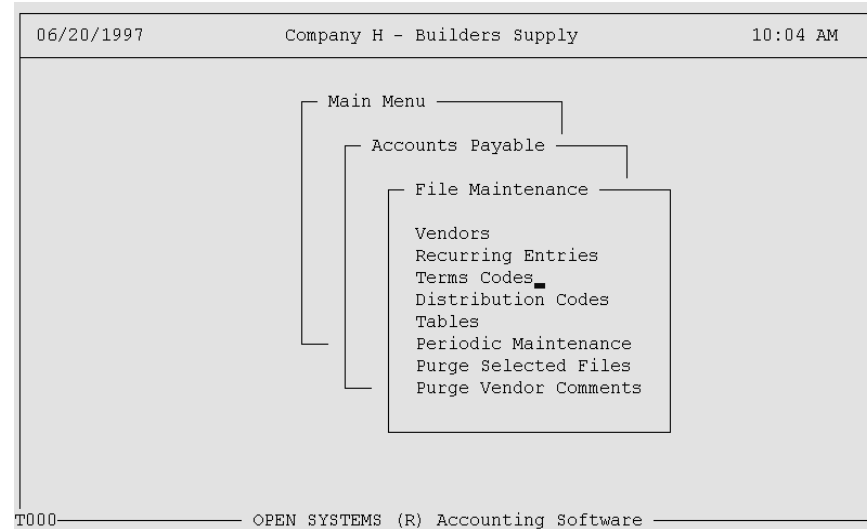 06/20/1997 Company H - Builders Supply 10:04 AM
Main Menu
Accounts Payable
File Maintenance
Vendors
Recurring Entries
Terms Codes
Distribution Codes
Tables
Periodic Maintenance
Purge Selected Files
Purge Vendor Comments
T000 OPEN SYSTEMS (R) Accounting Software